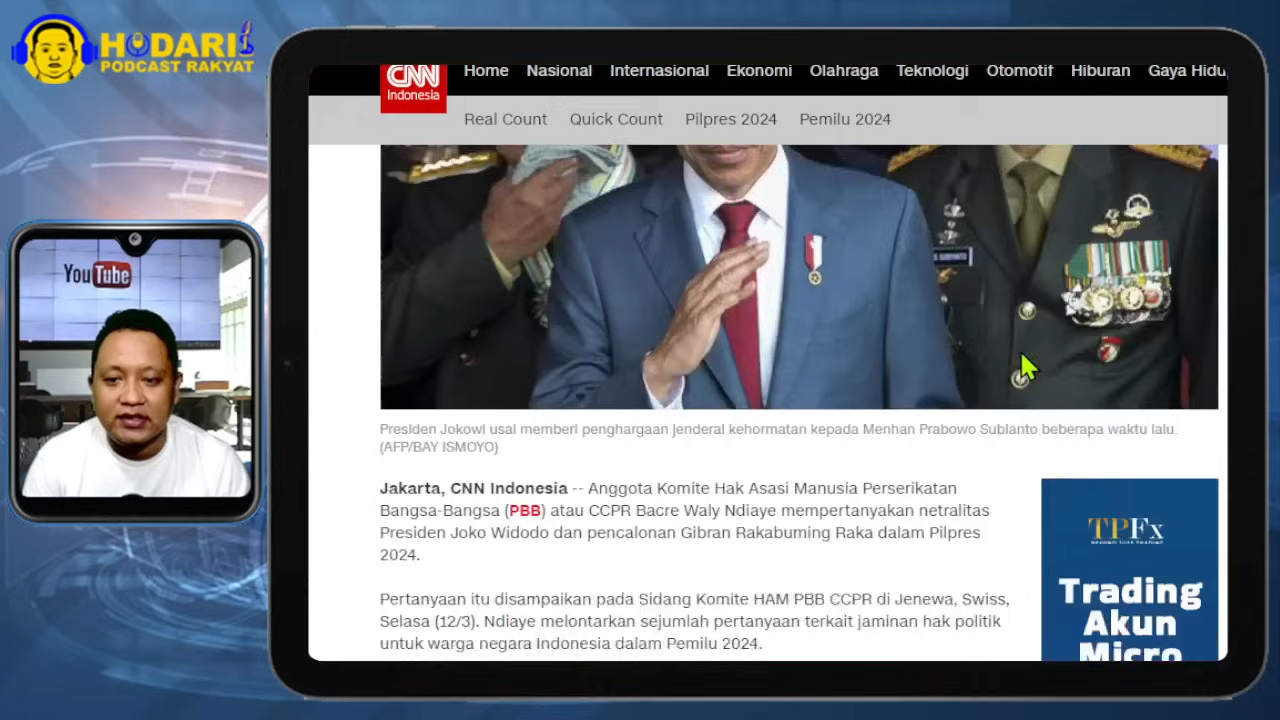 HODARI
PODCAST RAKYAT
YouTube
CNN
Indonesia
Home Nasional Internasional Ekonomi Olahraga Teknologi Otomotif Hiburan Gaya Hidu
Real Count Quick Count Pilpres 2024 Pemilu 2024
Presiden Jokowi usai memberi penghargaan jenderal kehormatan kepada Menhan Prabowo Subianto beberapa waktu lalu.
(AFP/BAY ISMOYO)
Jakarta, CNN Indonesia -- Anggota Komite Hak Asasi Manusia Perserikatan
Bangsa-Bangsa (PBB) atau CCPR Bacre Waly Ndiaye mempertanyakan netralitas
Presiden Joko Widodo dan pencalonan Gibran Rakabuming Raka dalam Pilpres
2024.
Pertanyaan itu disampaikan pada Sidang Komite HAM PBB CCPR di Jenewa, Swiss,
Selasa (12/3). Ndiaye melontarkan sejumlah pertanyaan terkait jaminan hak politik
untuk warga negara Indonesia dalam Pemilu 2024.
TPFx
Trading
Akun
Micro